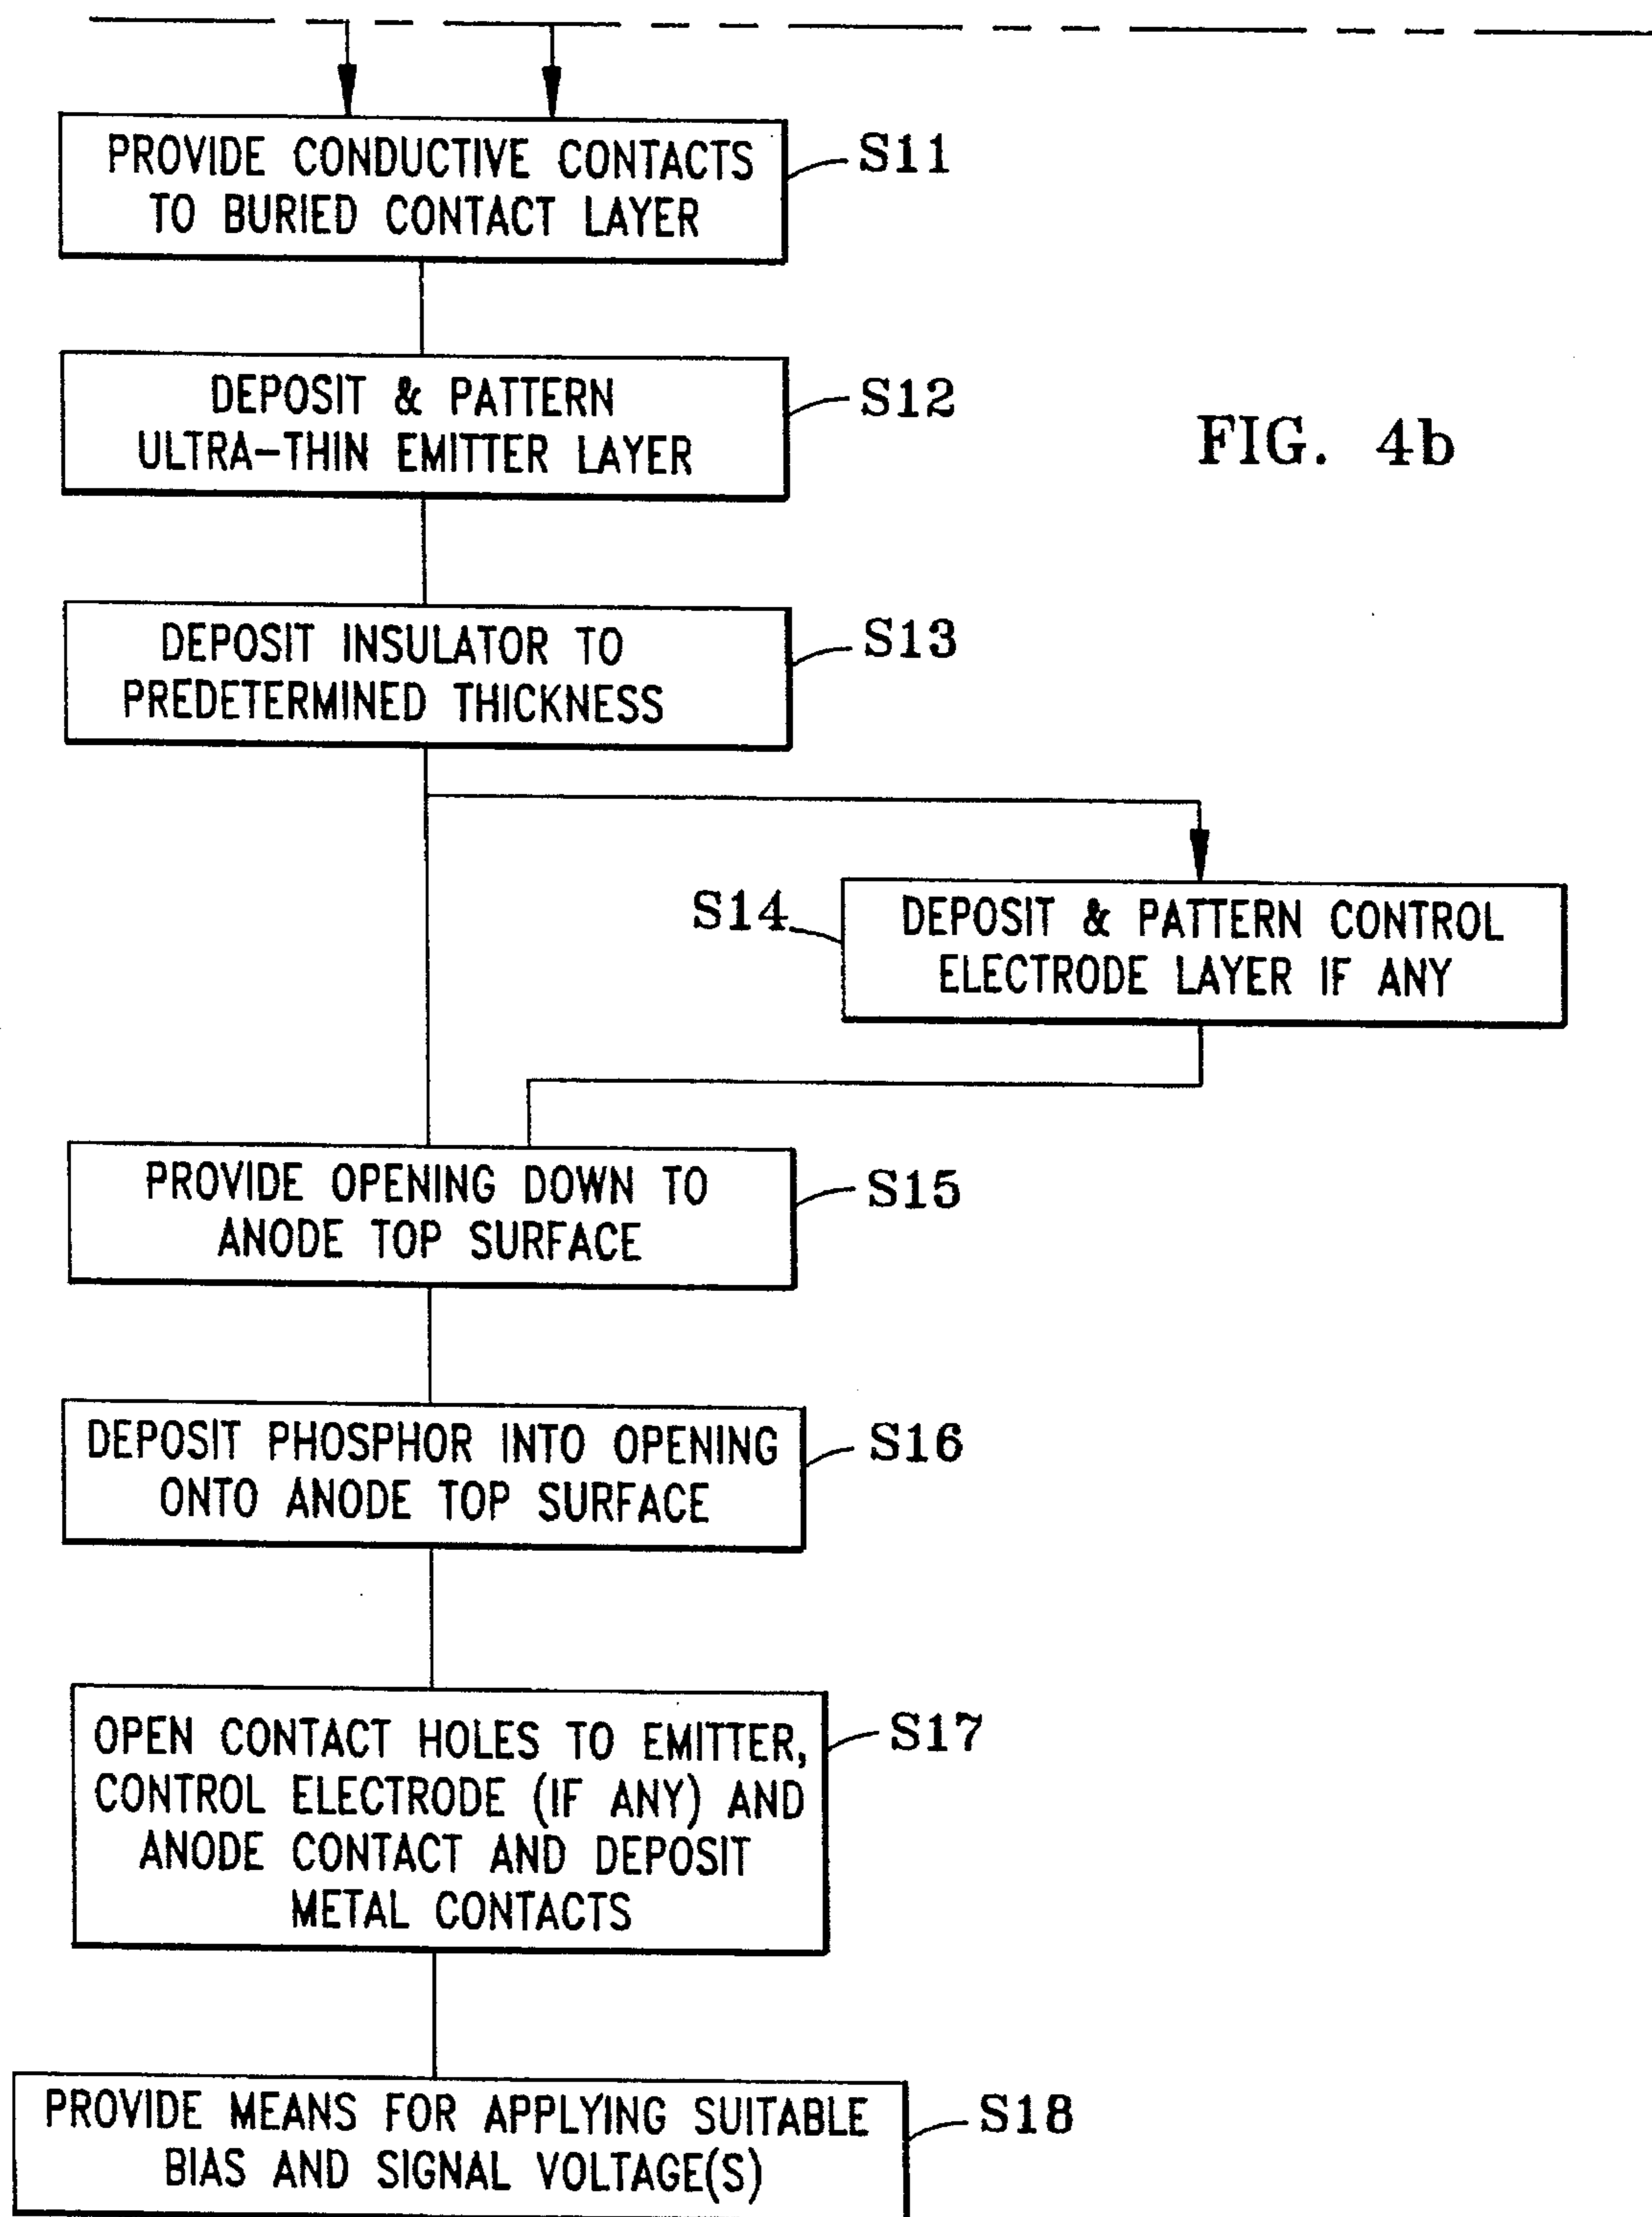 PROVIDE CONDUCTIVE CONTACTS
TO BURIED CONTACT LAYER
S11
DEPOSIT & PATTERN
ULTRA-THIN EMITTER LAYER
S12
FIG. 4b
DEPOSIT INSULATOR TO
PREDETERMINED THICKNESS
S13
S14
DEPOSIT & PATTERN CONTROL
ELECTRODE LAYER IF ANY
PROVIDE OPENING DOWN TO
ANODE TOP SURFACE
S15
DEPOSIT PHOSPHOR INTO OPENING
ONTO ANODE TOP SURFACE
S16
OPEN CONTACT HOLES TO EMITTER,
CONTROL ELECTRODE (IF ANY) AND
ANODE CONTACT AND DEPOSIT
METAL CONTACTS
S17
PROVIDE MEANS FOR APPLYING SUITABLE
BIAS AND SIGNAL VOLTAGE(S)
S18